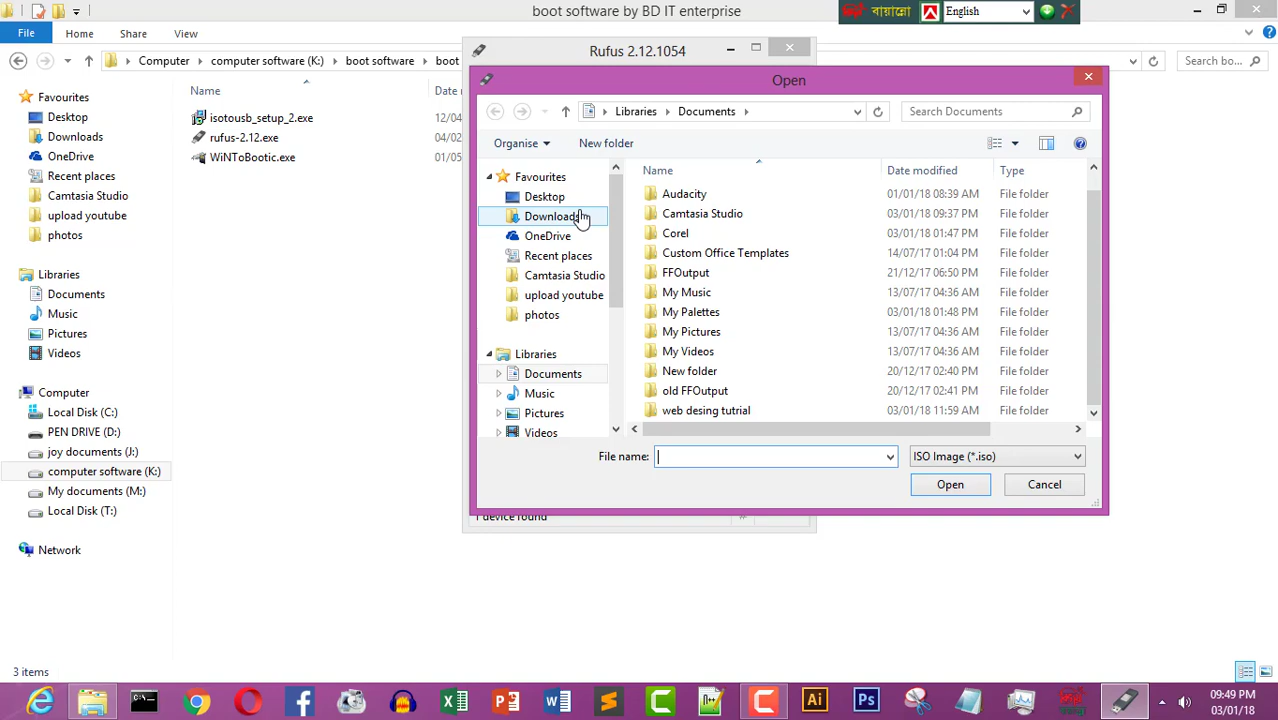 boot software by BD IT enterprise
বায়ান্নো
English
File
Home
Share
View
Computer
computer software (K:)
boot software
boot
Search bo...
Favourites
Desktop
Downloads
OneDrive
Recent places
Camtasia Studio
upload youtube
photos
Libraries
Documents
Music
Pictures
Videos
Computer
Local Disk (C:)
PEN DRIVE (D:)
joy documents (J:)
computer software (K:)
My documents (M:)
Local Disk (T:)
Network
Name
isotousb_setup_2.exe 12/04
rufus-2.12.exe 04/02
WiNToBootic.exe 01/05
Rufus 2.12.1054
Open
Libraries
Documents
Search Documents
Organise
New folder
Favourites
Desktop
Downloads
OneDrive
Recent places
Camtasia Studio
upload youtube
photos
Libraries
Documents
Music
Pictures
Videos
Name Date modified Type
Audacity 01/01/18 08:39 AM File folder
Camtasia Studio 03/01/18 09:37 PM File folder
Corel 03/01/18 01:47 PM File folder
Custom Office Templates 14/07/17 01:04 PM File folder
FFOutput 21/12/17 06:50 PM File folder
My Music 13/07/17 04:36 AM File folder
My Palettes 03/01/18 01:48 PM File folder
My Pictures 13/07/17 04:36 AM File folder
My Videos 13/07/17 04:36 AM File folder
New folder 20/12/17 02:40 PM File folder
old FFOutput 20/12/17 02:41 PM File folder
web desing tutrial 03/01/18 11:59 AM File folder
File name:
ISO Image (*.iso)
Open
Cancel
1 device found
3 items
09:49 PM
03/01/18